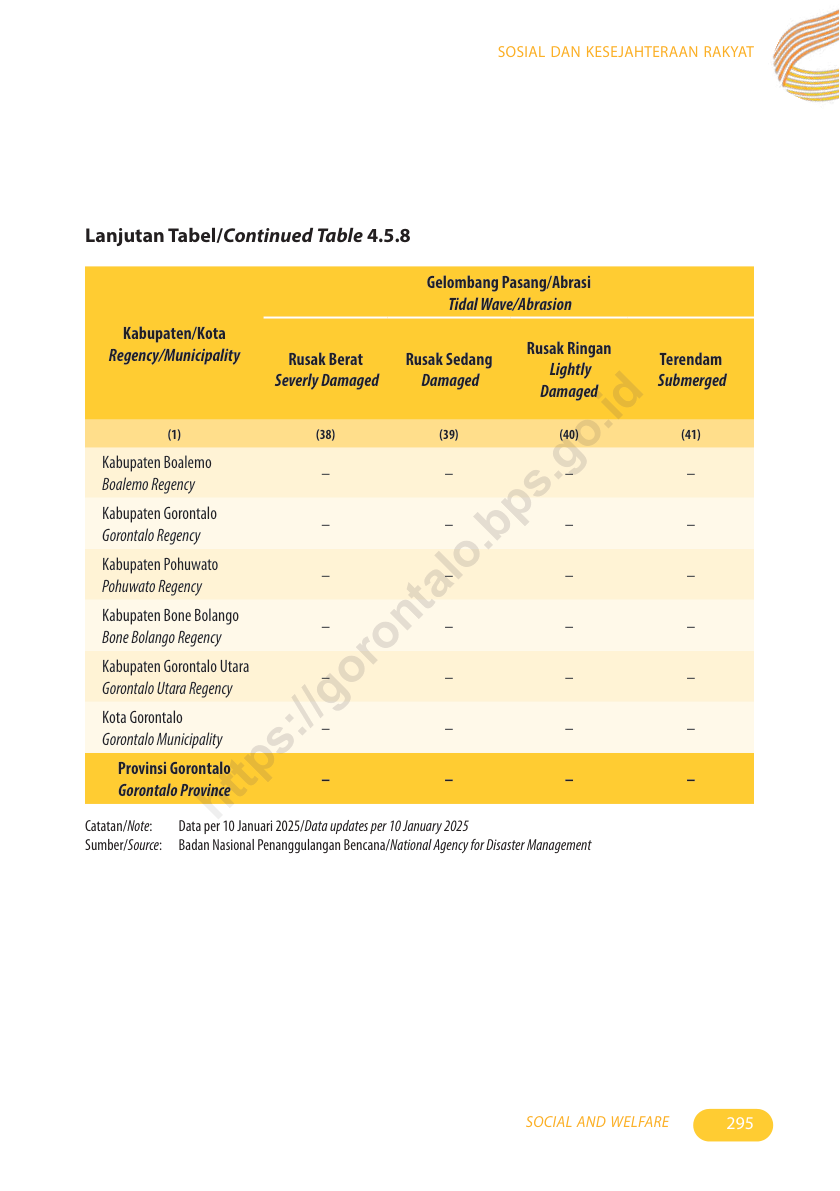 SOSIAL DAN KESEJAHTERAAN RAKYAT
Lanjutan Tabel/Continued Table 4.5.8
Kabupaten/Kota
Regency/Municipality
Gelombang Pasang/Abrasi
Tidal Wave/Abrasion
Rusak Berat
Severly Damaged
Rusak Sedang
Damaged
Rusak Ringan
Lightly
Damaged
Terendam
Submerged
(1) (38) (39) (40) (41)
Kabupaten Boalemo
Boalemo Regency
– – – –
Kabupaten Gorontalo
Gorontalo Regency
– – – –
Kabupaten Pohuwato
Pohuwato Regency
– – – –
Kabupaten Bone Bolango
Bone Bolango Regency
– – – –
Kabupaten Gorontalo Utara
Gorontalo Utara Regency
– – – –
Kota Gorontalo
Gorontalo Municipality
– – – –
Provinsi Gorontalo
Gorontalo Province
– – – –
Catatan/Note: Data per 10 Januari 2025/Data updates per 10 January 2025
Sumber/Source: Badan Nasional Penanggulangan Bencana/National Agency for Disaster Management
https://gorontalo.bps.go.id
SOCIAL AND WELFARE 295